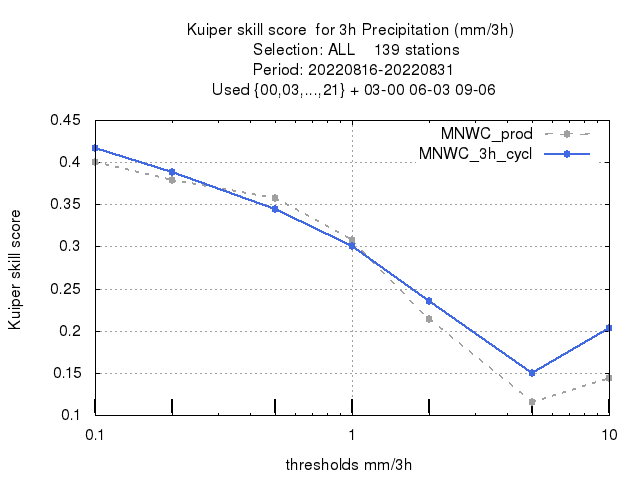 Kuiper skill score  for 3h Precipitation (mm/3h)
Selection: ALL    139 stations
Period: 20220816-20220831
Used {00,03,...,21} + 03-00 06-03 09-06
MNWC_prod
MNWC_3h_cycl
0.45
0.4
0.35
0.3
0.25
0.2
0.15
0.1
Kuiper skill score
0.1 1 10
thresholds mm/3h